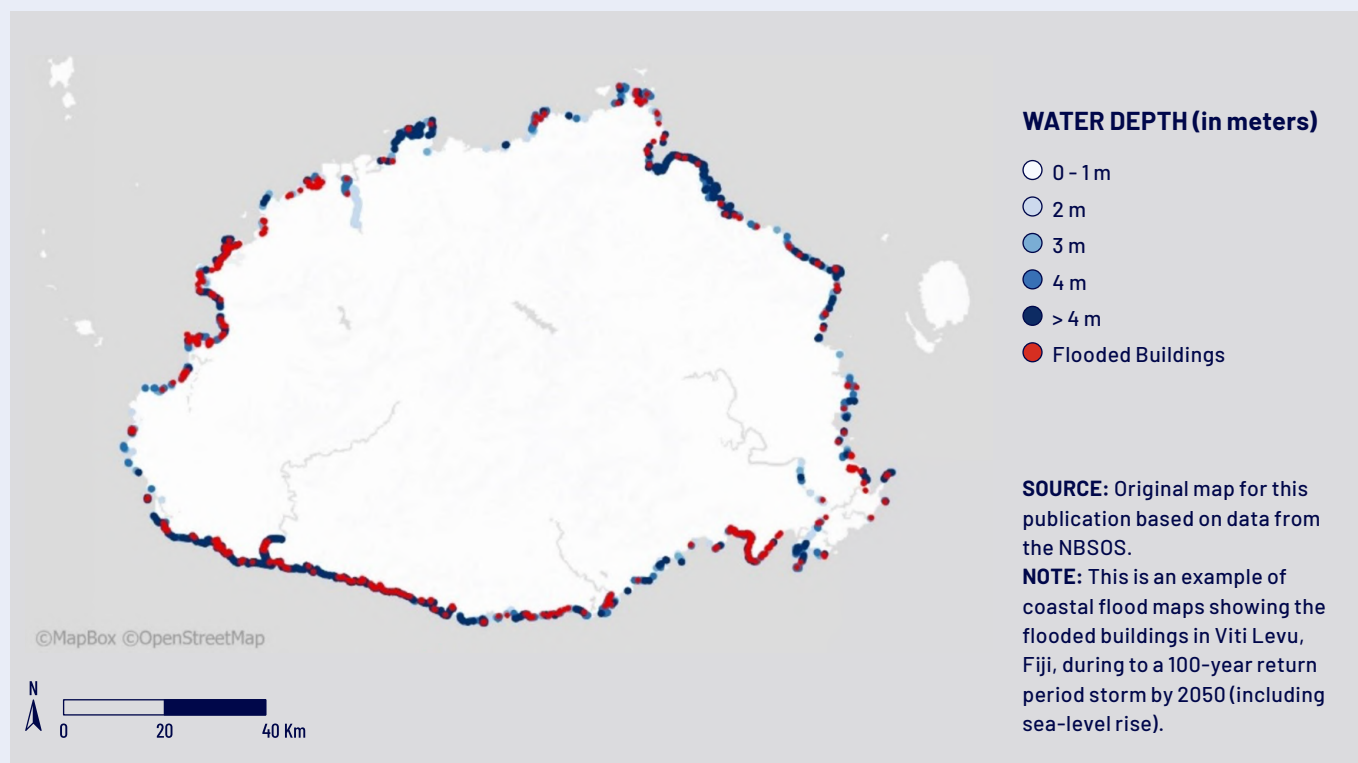 WATER DEPTH (in meters)
0 - 1 m
2 m
3 m
4 m
> 4 m
Flooded Buildings
SOURCE: Original map for this
publication based on data from
the NBSOS.
NOTE: This is an example of
coastal flood maps showing the
flooded buildings in Viti Levu,
Fiji, during to a 100-year return
period storm by 2050 (including
sea-level rise).
©MapBox ©OpenStreetMap
N
0 20 40 Km